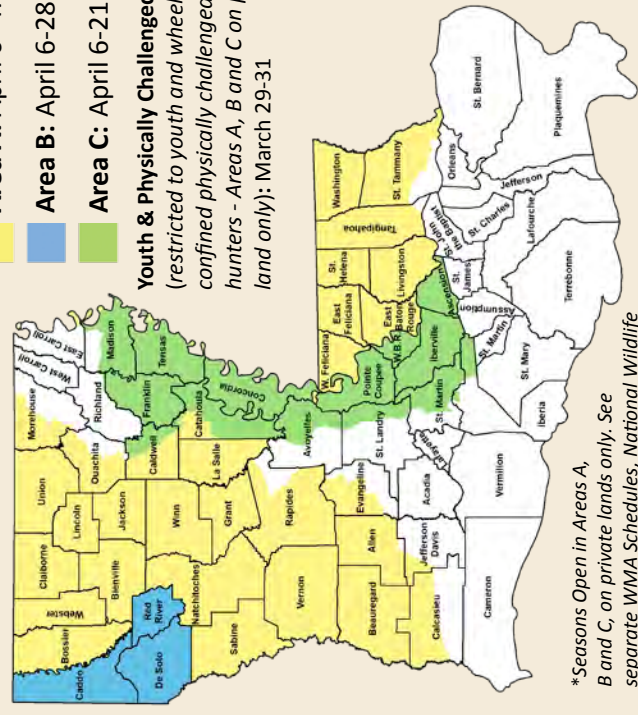 Area B: April 6-28
Area C: April 6-21
Youth & Physically Challenged
(restricted to youth and wheel
confined physically challenged
hunters - Areas A, B and C on p
land only): March 29-31
Caddo
Bossier
Webster
Claiborne
Union
Morehouse
West Carroll
East Carroll
Lincoln
Bienville
Jackson
Ouachita
Richland
Madison
De Soto
Red River
Winn
Caldwell
Franklin
Tensas
Natchitoches
Sabine
Grant
La Salle
Catahoula
Concordia
Vernon
Rapides
Avoyelles
Beauregard
Allen
Evangeline
St. Landry
Pointe Coupee
W. Feliciana
East Feliciana
St. Helena
Tangipahoa
Washington
St. Tammany
W.B.R.
East Baton Rouge
Livingston
Calcasieu
Jefferson Davis
Acadia
Lafayette
St. Martin
Iberville
Ascension
St. James
St. John the Baptist
Orleans
St. Bernard
Cameron
Vermilion
Iberia
St. Mary
St. Martin
Assumption
Terrebonne
Lafourche
St. Charles
Jefferson
Plaquemines
*Seasons Open in Areas A,
B and C, on private lands only. See
separate WMA Schedules, National Wildlife